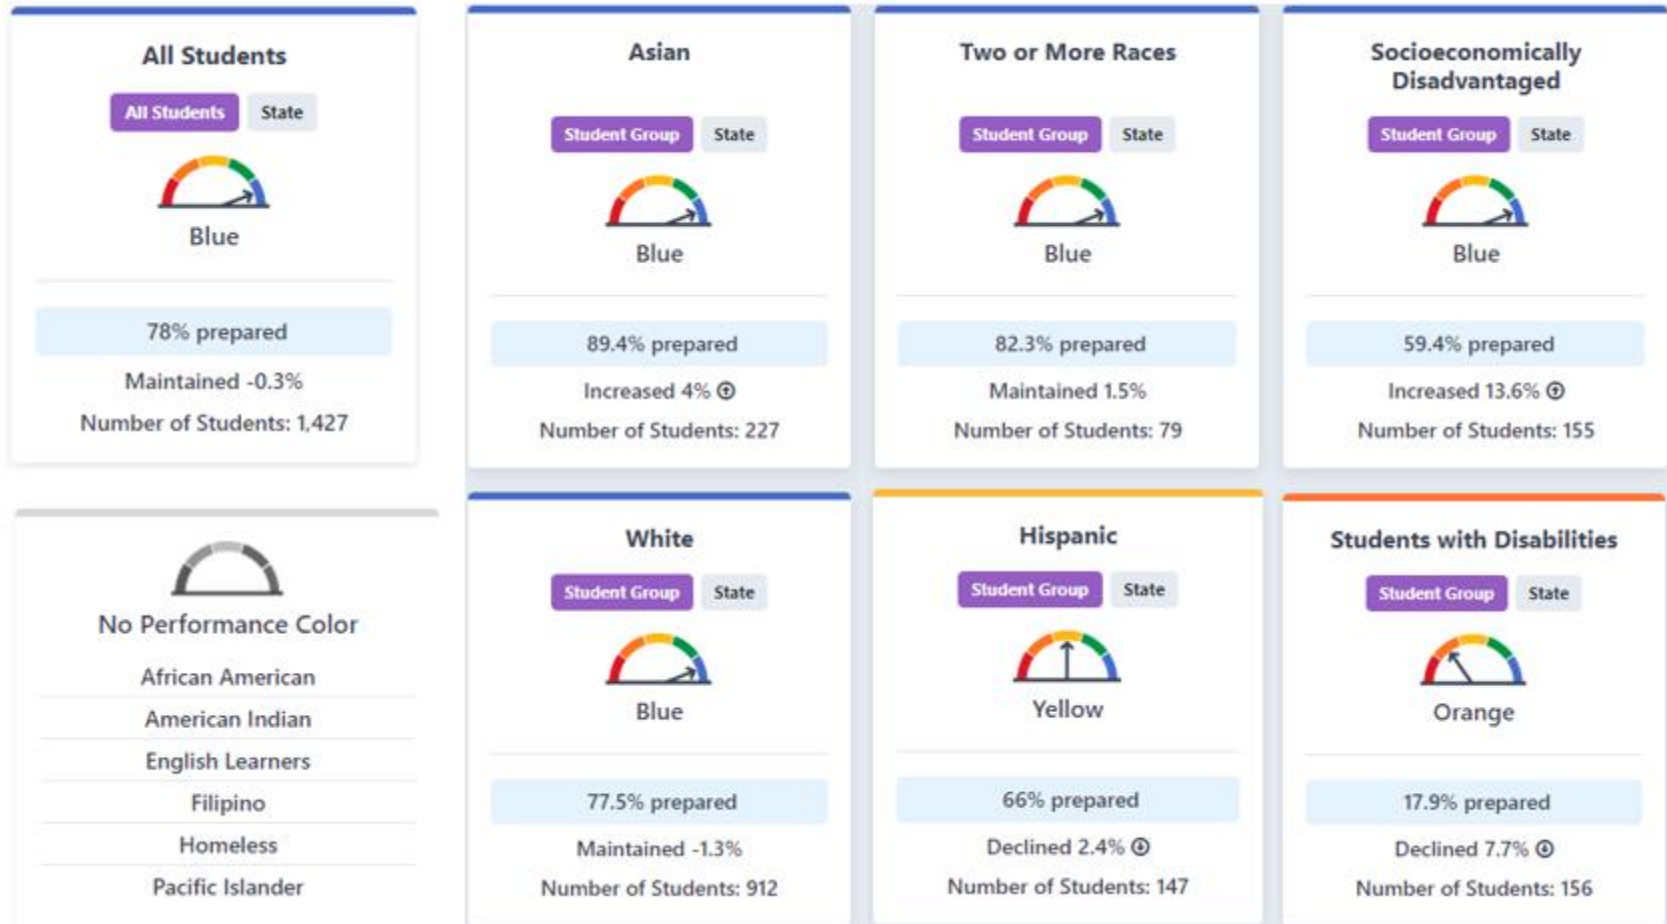 All Students
All Students State
Blue
78% prepared
Maintained -0.3%
Number of Students: 1,427
Asian
Student Group State
Blue
89.4% prepared
Increased 4%
Number of Students: 227
Two or More Races
Student Group State
Blue
82.3% prepared
Maintained 1.5%
Number of Students: 79
Socioeconomically
Disadvantaged
Student Group State
Blue
59.4% prepared
Increased 13.6%
Number of Students: 155
No Performance Color
African American
American Indian
English Learners
Filipino
Homeless
Pacific Islander
White
Student Group State
Blue
77.5% prepared
Maintained -1.3%
Number of Students: 912
Hispanic
Student Group State
Yellow
66% prepared
Declined 2.4%
Number of Students: 147
Students with Disabilities
Student Group State
Orange
17.9% prepared
Declined 7.7%
Number of Students: 156